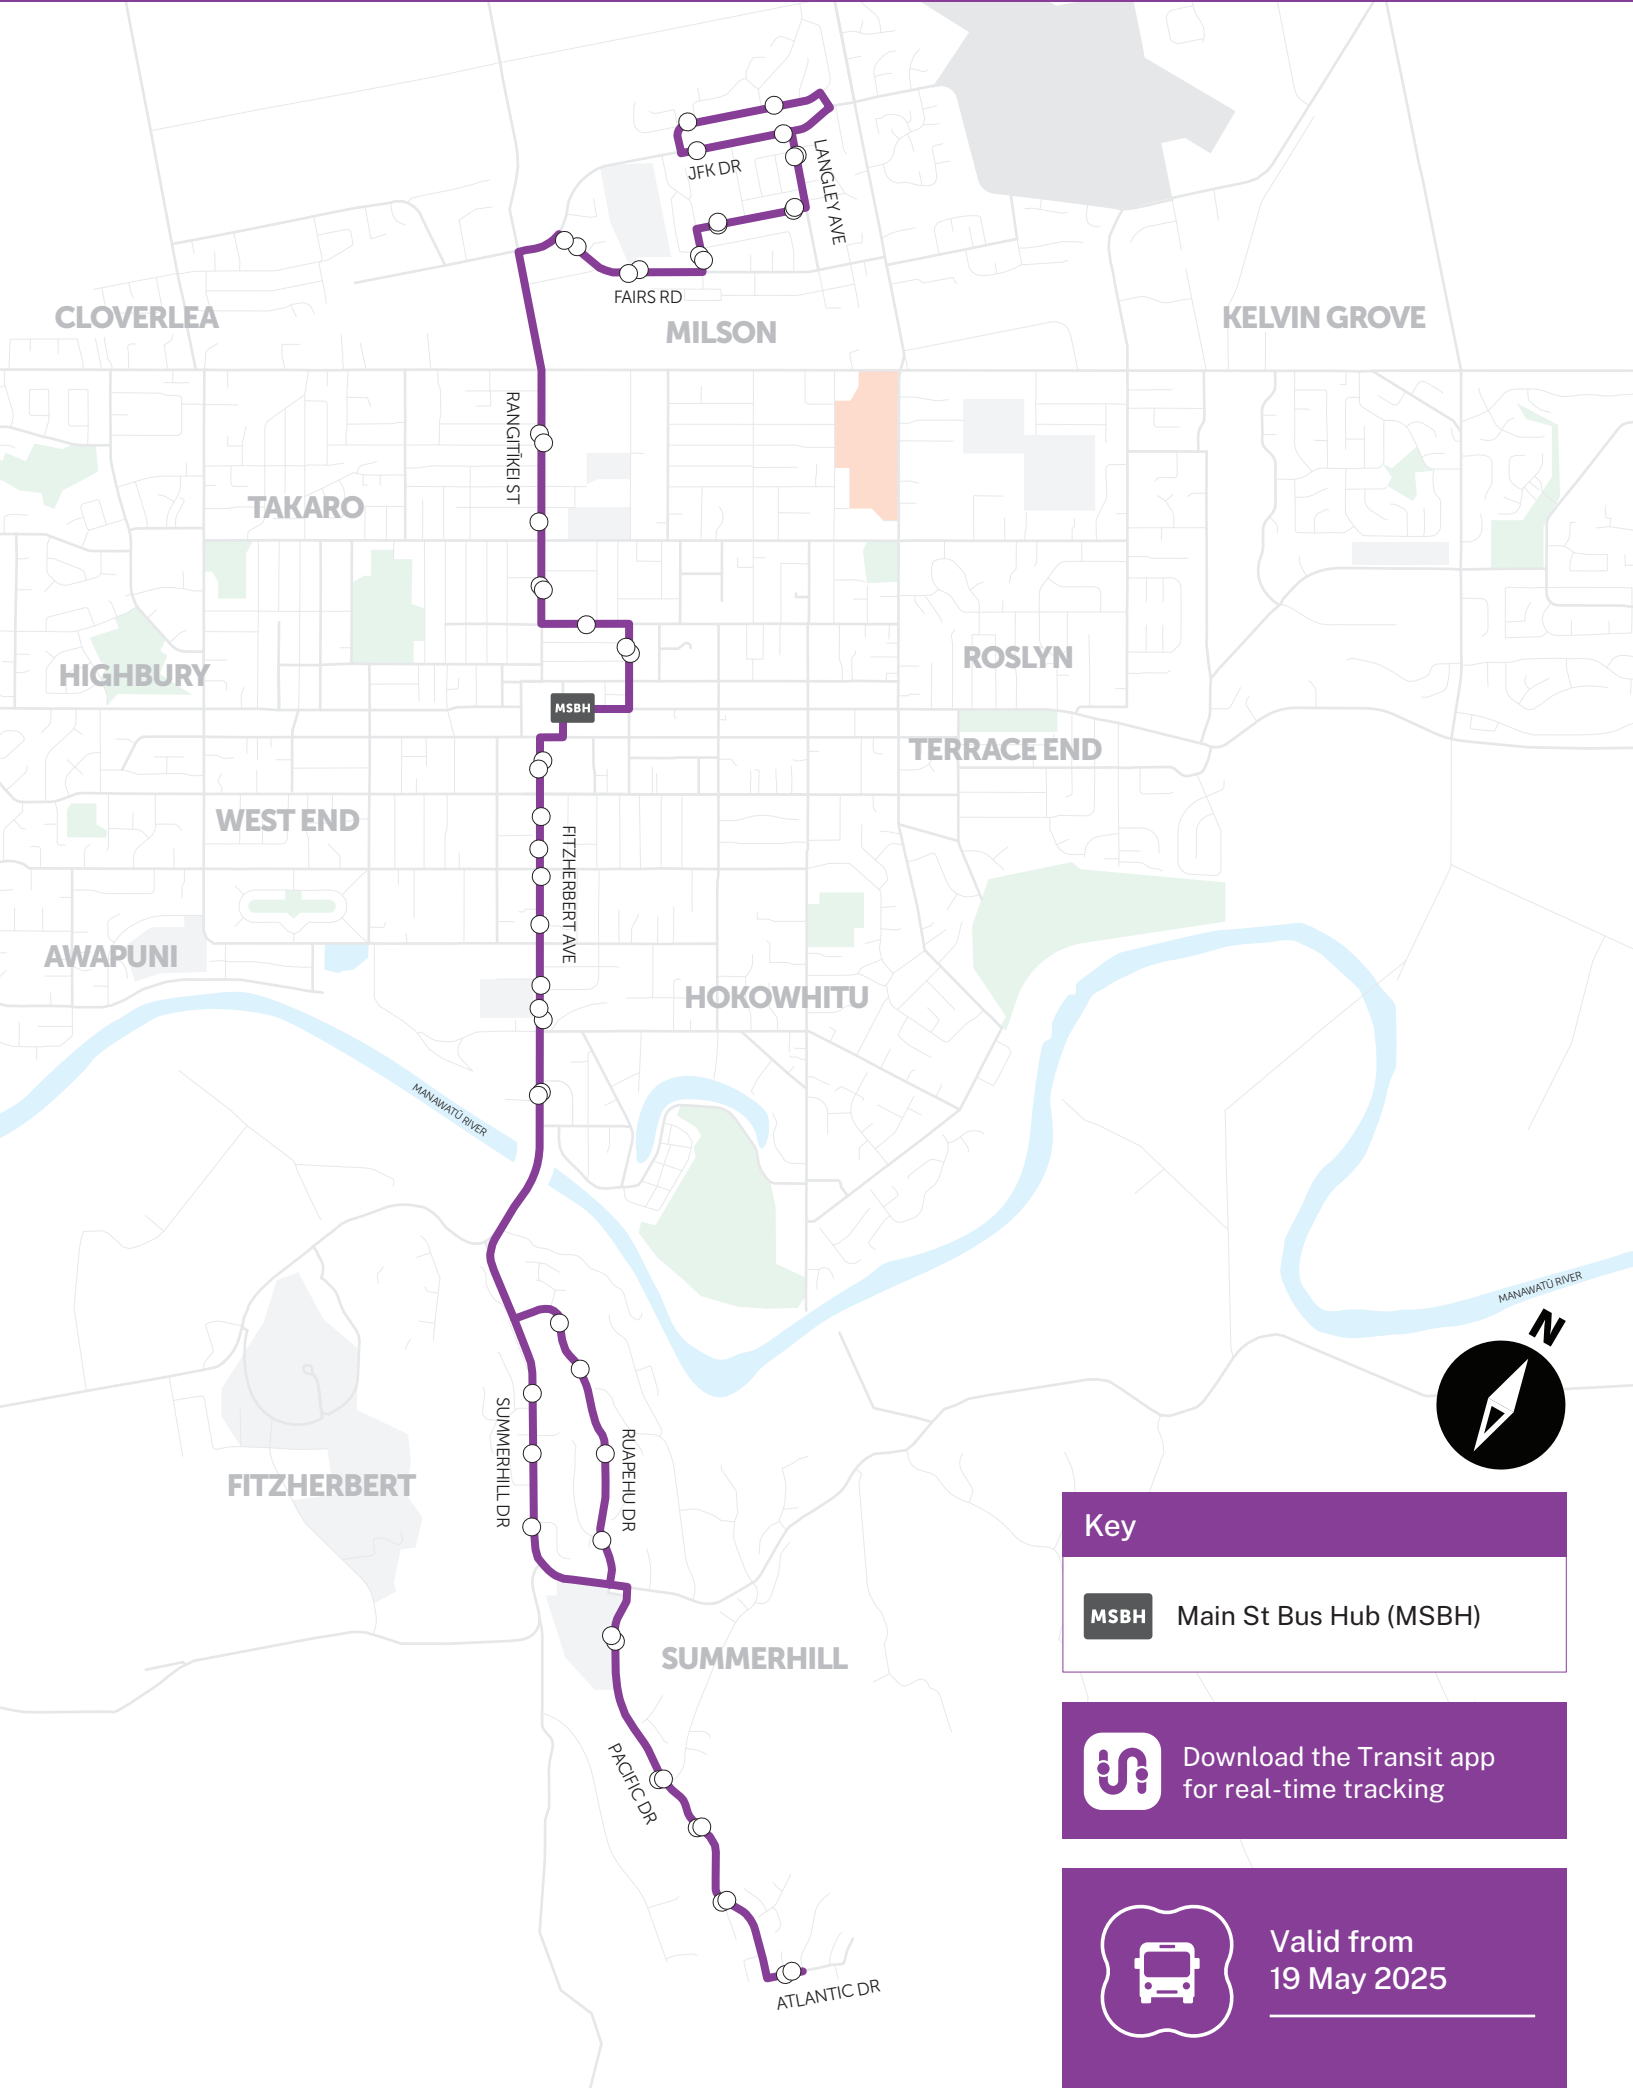 JFK DR
LANGLEY AVE
FAIRS RD
CLOVERLEA
MILSON
KELVIN GROVE
RANGITĪKEI ST
TAKARO
HIGHBURY
ROSLYN
MSBH
TERRACE END
WEST END
FITZHERBERT AVE
AWAPUNI
HOKOWHITU
MANAWATŪ RIVER
MANAWATŪ RIVER
N
SUMMERHILL DR
RUAPEHU DR
FITZHERBERT
Key
MSBH Main St Bus Hub (MSBH)
SUMMERHILL
PACIFIC DR
Download the Transit app
for real-time tracking
Valid from
19 May 2025
ATLANTIC DR